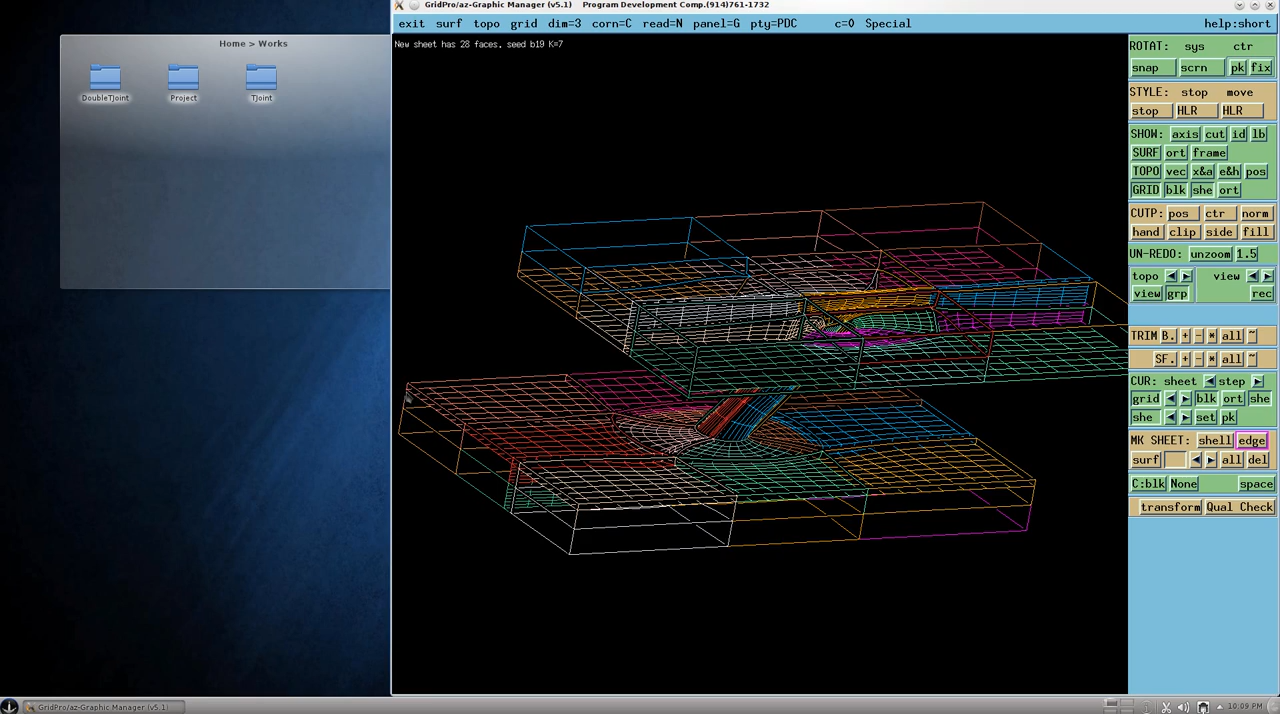 GridPro/az-Graphic Manager (v5.1) Program Development Comp.(914)761-1732
exit surf topo grid dim=3 corn=C read=N panel=G pty=PDC c=0 Special help:short
New sheet has 28 faces, seed b19 K=7
Home > Works
DoubleTJoint Project TJoint
ROTAT: sys ctr
snap scrn pk fix
STYLE: stop move
stop HLR HLR
SHOW: axis cut id lb
SURF ort frame
TOPO vec x&a e&h pos
GRID blk she ort
CUTP: pos ctr norm
hand clip side fill
UN-REDO: unzoom 1.5
topo view
view grp rec
TRIM B. + - * all ~
SF. + - * all ~
CUR: sheet step
grid blk ort she
she set pk
MK SHEET: shell edge
surf all del
C:blk None space
transform Qual Check
GridPro/az-Graphic Manager (v5.1)
10:09 PM